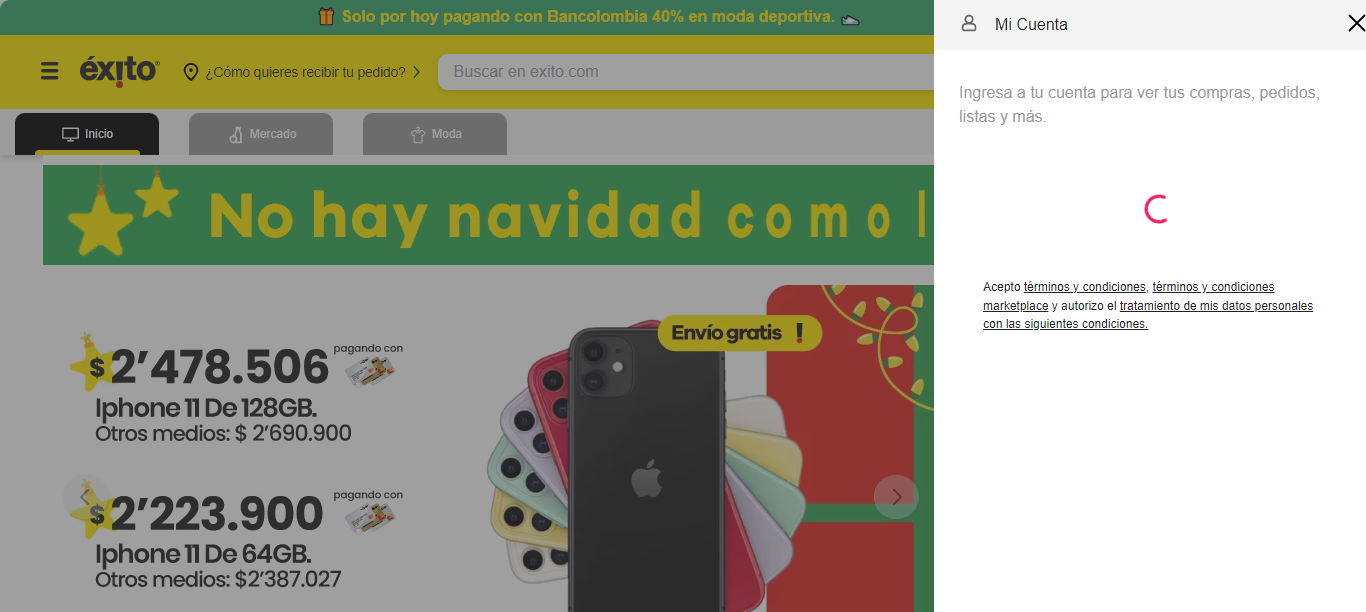 Solo por hoy pagando con Bancolombia 40% en moda deportiva.
éxito
¿Cómo quieres recibir tu pedido?
Buscar en exito.com
Inicio
Mercado
Moda
No hay navidad como l
Envío gratis !
$2’478.506
pagando con
Iphone 11 De 128GB.
Otros medios: $ 2’690.900
$2’223.900
pagando con
Iphone 11 De 64GB.
Otros medios: $2’387.027
Mi Cuenta
Ingresa a tu cuenta para ver tus compras, pedidos,
listas y más.
Acepto términos y condiciones, términos y condiciones
marketplace y autorizo el tratamiento de mis datos personales
con las siguientes condiciones.